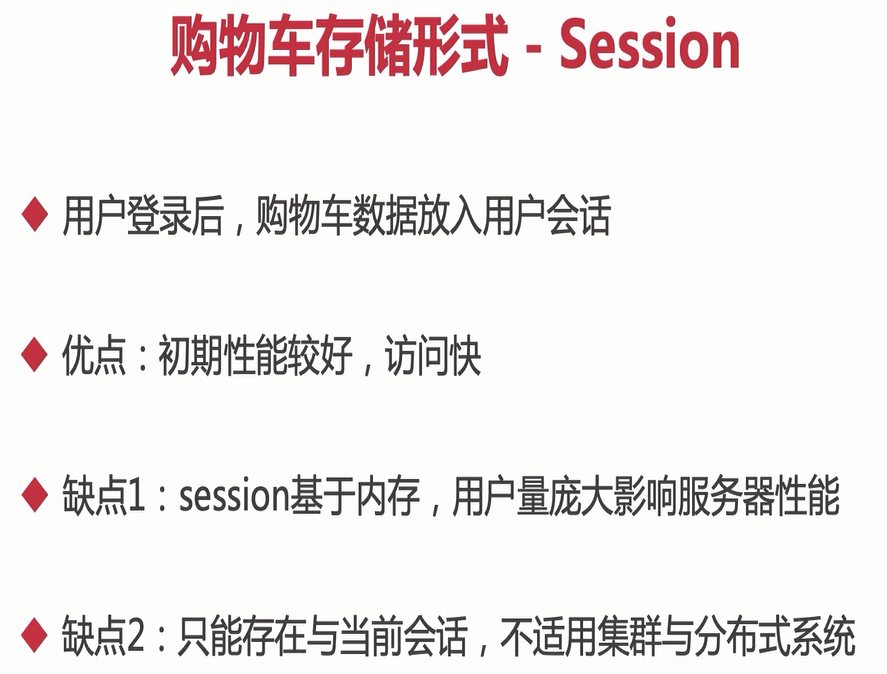 购物车存储形式 - Session
用户登录后，购物车数据放入用户会话
优点：初期性能较好，访问快
缺点1：session基于内存，用户量庞大影响服务器性能
缺点2：只能存在与当前会话，不适用集群与分布式系统